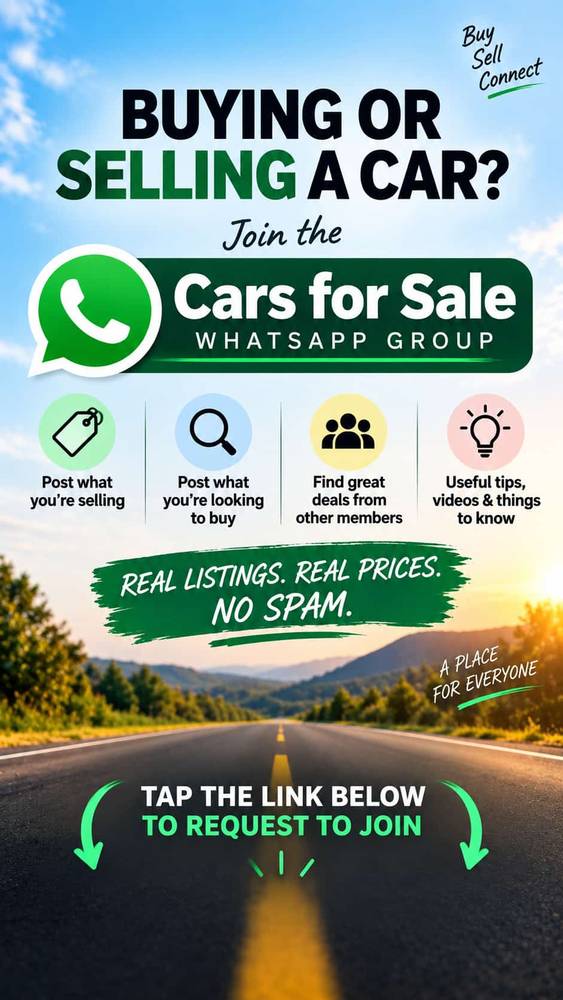 Buy
Sell
Connect
BUYING OR
SELLING A CAR?
Join the
Cars for Sale
WHATSAPP GROUP
Post what
you're selling
Post what
you're looking
to buy
Find great
deals from
other members
Useful tips,
videos & things
to know
REAL LISTINGS. REAL PRICES.
NO SPAM.
A PLACE
FOR EVERYONE
TAP THE LINK BELOW
TO REQUEST TO JOIN